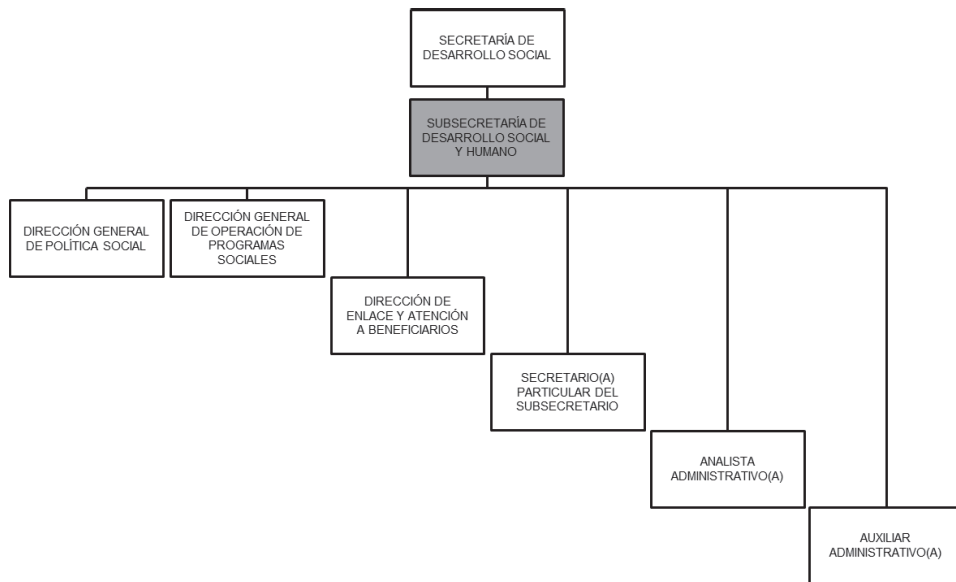 SECRETARÍA DE
DESARROLLO SOCIAL
SUBSECRETARÍA DE
DESARROLLO SOCIAL
Y HUMANO
DIRECCIÓN GENERAL
DE POLÍTICA SOCIAL
DIRECCIÓN GENERAL
DE OPERACIÓN DE
PROGRAMAS
SOCIALES
DIRECCIÓN DE
ENLACE Y ATENCIÓN
A BENEFICIARIOS
SECRETARIO(A)
PARTICULAR DEL
SUBSECRETARIO
ANALISTA
ADMINISTRATIVO(A)
AUXILIAR
ADMINISTRATIVO(A)